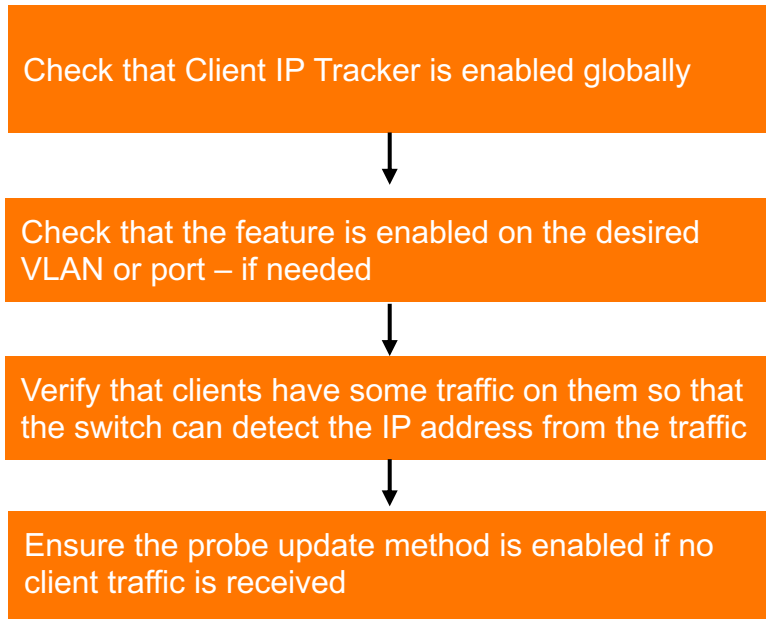 Check that Client IP Tracker is enabled globally
Check that the feature is enabled on the desired
VLAN or port – if needed
Verify that clients have some traffic on them so that
the switch can detect the IP address from the traffic
Ensure the probe update method is enabled if no
client traffic is received